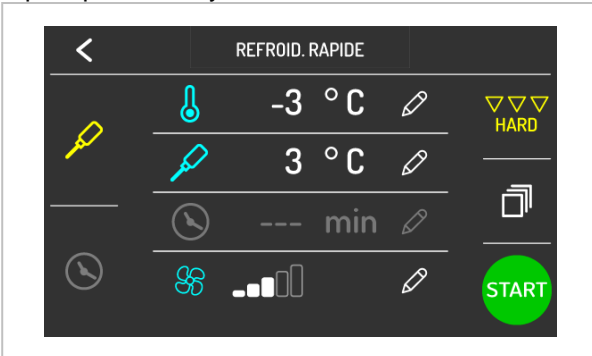 REFROID. RAPIDE
-3 °C
HARD
3 °C
--- min
START